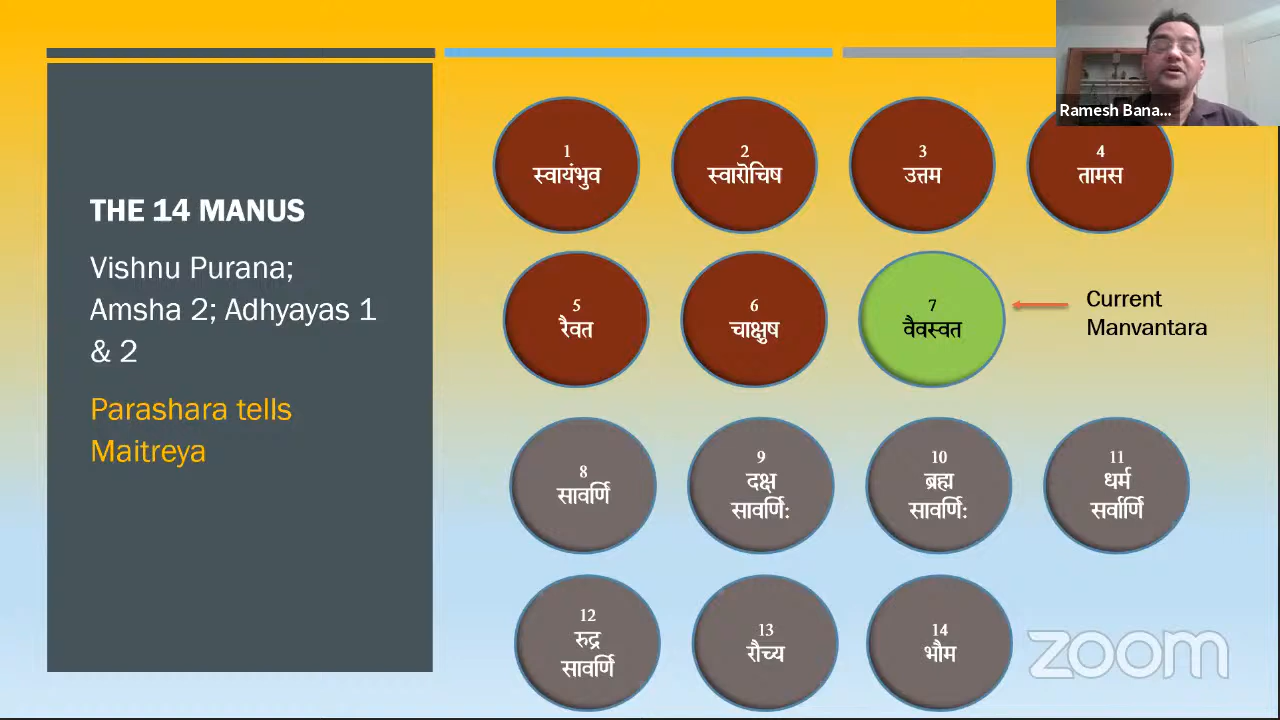 Ramesh Bana...
THE 14 MANUS
Vishnu Purana;
Amsha 2; Adhyayas 1
& 2
Parashara tells
Maitreya
1
स्वायंभुव
2
स्वारॊचिष
3
उत्तम
4
तामस
5
रैवत
6
चाक्षुष
7
वैवस्वत
Current
Manvantara
8
सावर्णि
9
दक्ष
सावर्णि:
10
ब्रह्म
सावर्णि:
11
धर्म
सर्वार्णि
12
रुद्र
सावर्णि
13
रौच्य
14
भौम
zoom